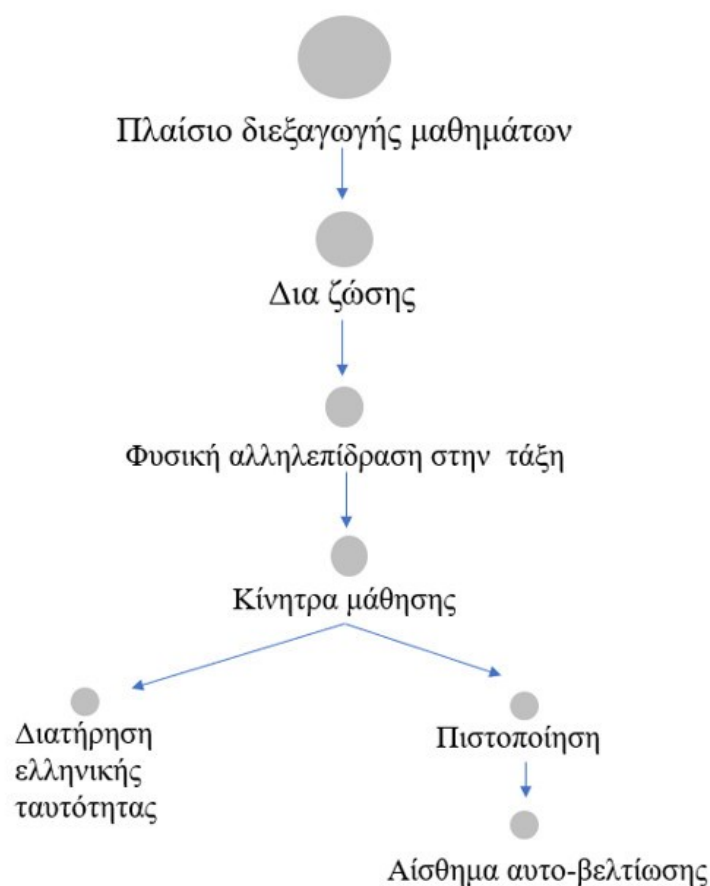 Πλαίσιο διεξαγωγής μαθημάτων
Δια ζώσης
Φυσική αλληλεπίδραση στην τάξη
Κίνητρα μάθησης
Διατήρηση
ελληνικής
ταυτότητας
Πιστοποίηση
Αίσθημα αυτο-βελτίωσης